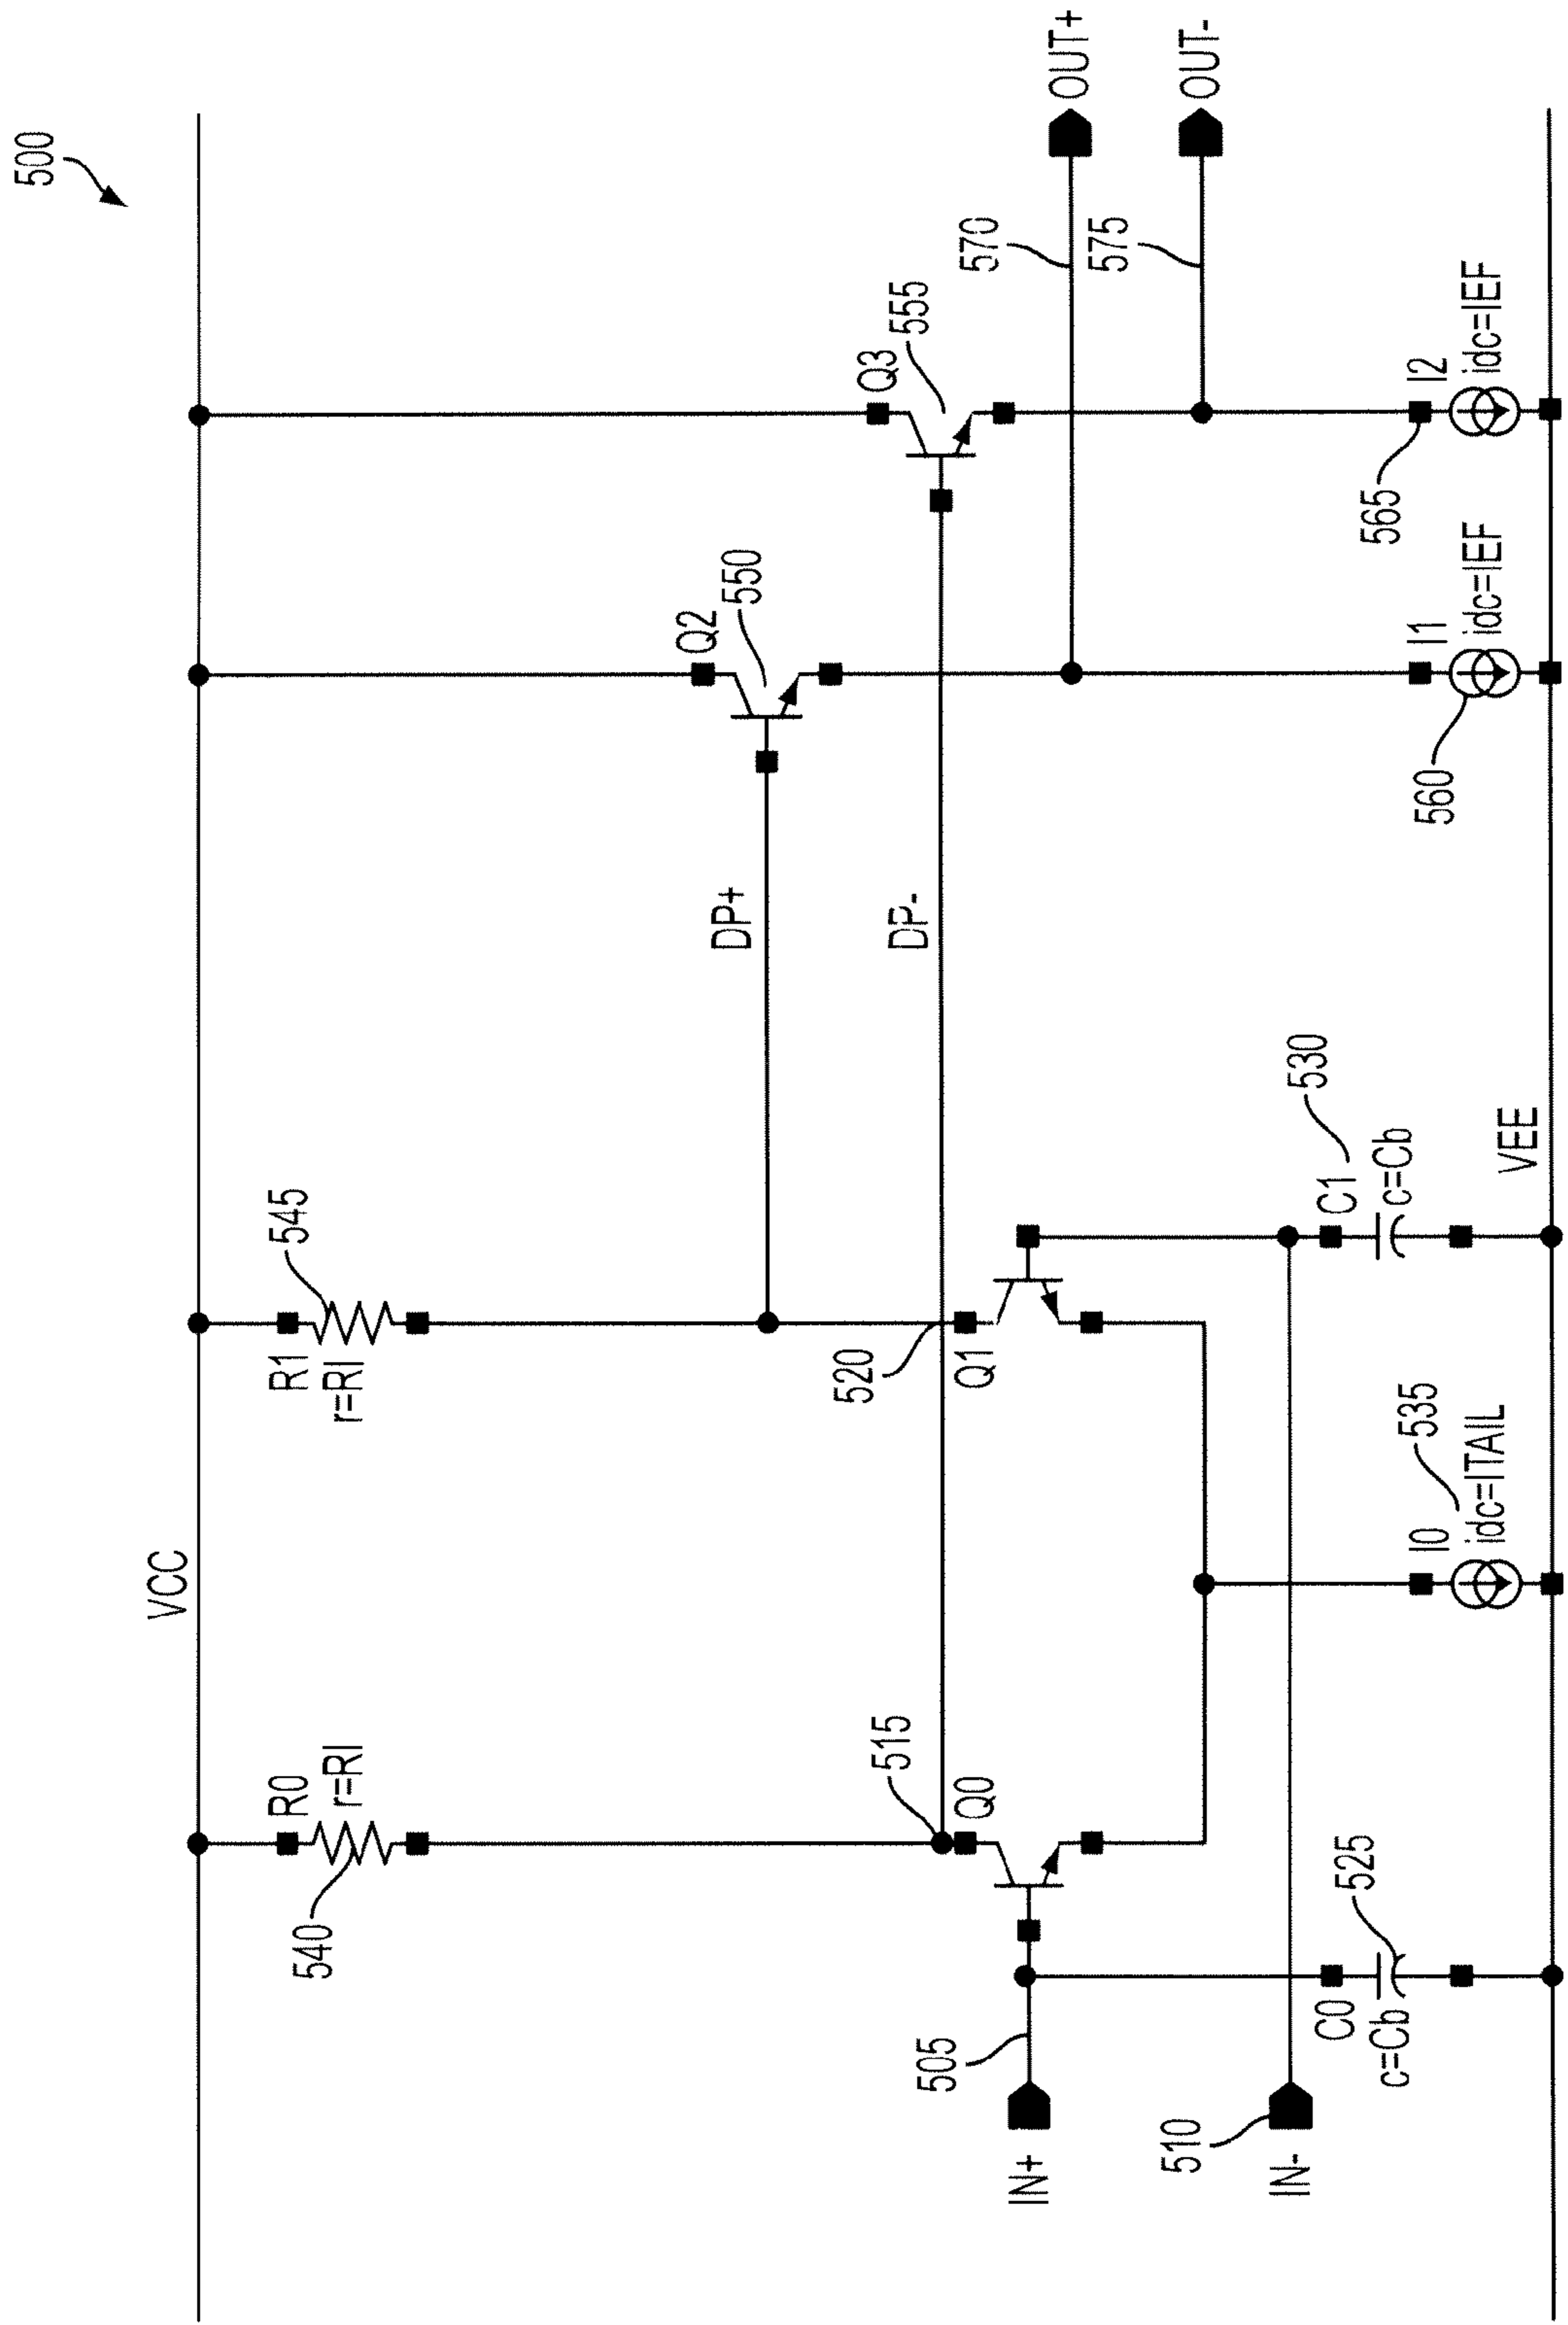 500
VCC
R0
r=RI
540
R1
r=RI
545
515
Q0
520
Q1
DP+
DP-
Q2
550
Q3
555
505
IN+
510
IN-
C0
c=Cb
525
I0
idc=ITAIL
535
C1
c=Cb
530
VEE
570
OUT+
575
OUT-
I1
idc=IEF
560
I2
idc=IEF
565